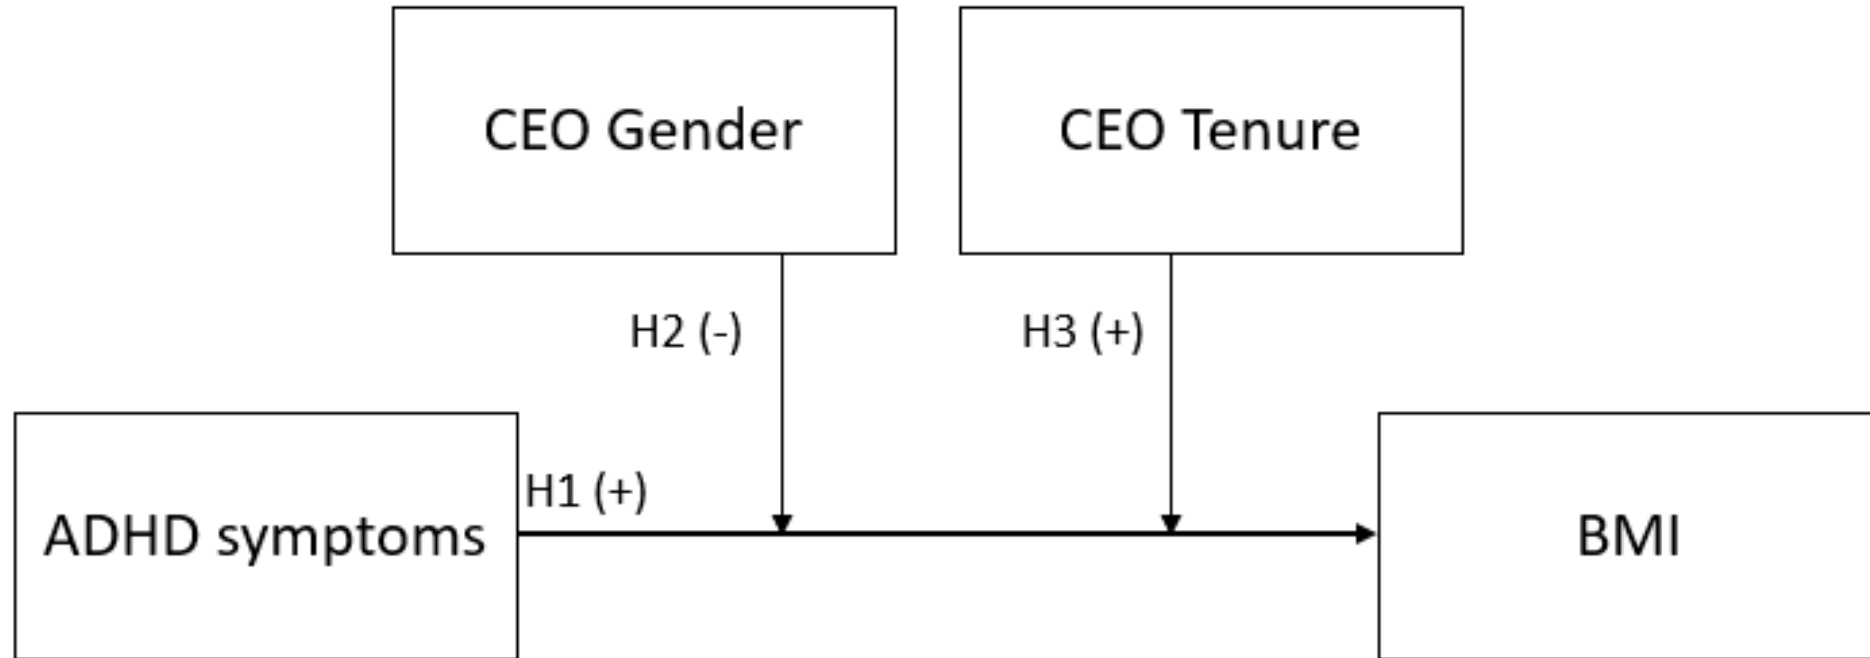 CEO Gender
CEO Tenure
H2 (-)
H3 (+)
H1 (+)
ADHD symptoms
BMI